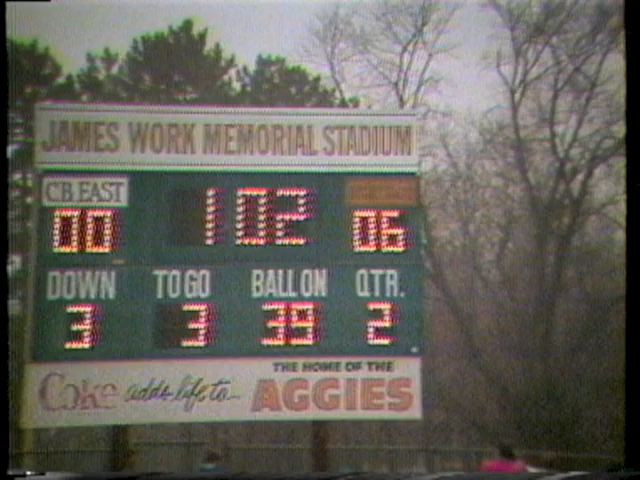 JAMES WORK MEMORIAL STADIUM
C.B. EAST
00 1 02 06
DOWN TO GO BALL ON QTR.
3 3 39 2
Coke adds life to...
THE HOME OF THE
AGGIES